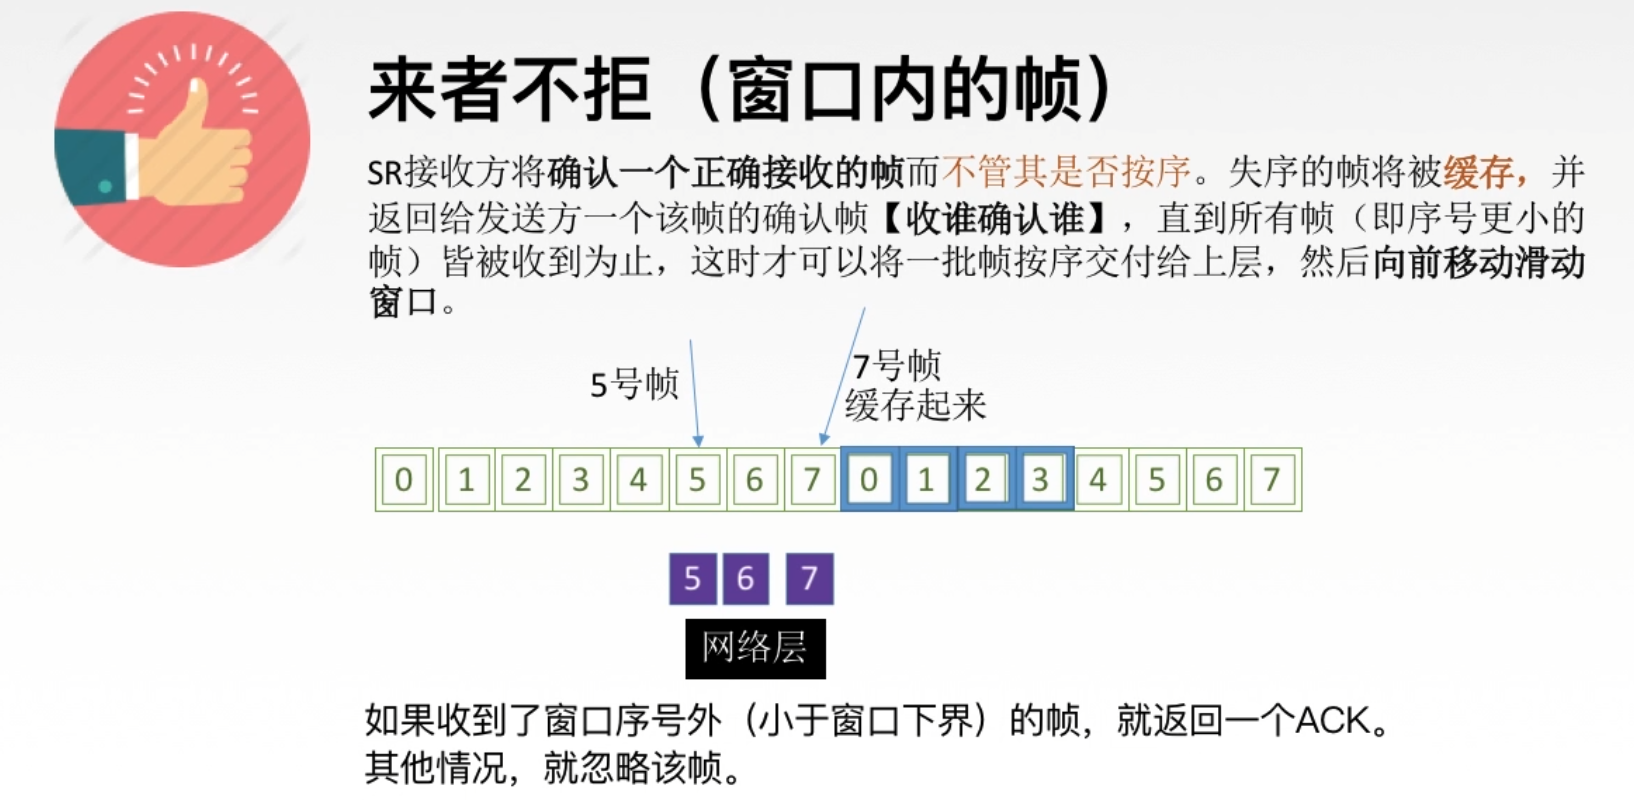 来者不拒（窗口内的帧）
SR接收方将确认一个正确接收的帧而不管其是否按序。失序的帧将被缓存，并
返回给发送方一个该帧的确认帧【收谁确认谁】，直到所有帧（即序号更小的
帧）皆被收到为止，这时才可以将一批帧按序交付给上层，然后向前移动滑动
窗口。
5号帧
7号帧
缓存起来
0 1 2 3 4 5 6 7 0 1 2 3 4 5 6 7
5 6 7
网络层
如果收到了窗口序号外（小于窗口下界）的帧，就返回一个ACK。
其他情况，就忽略该帧。